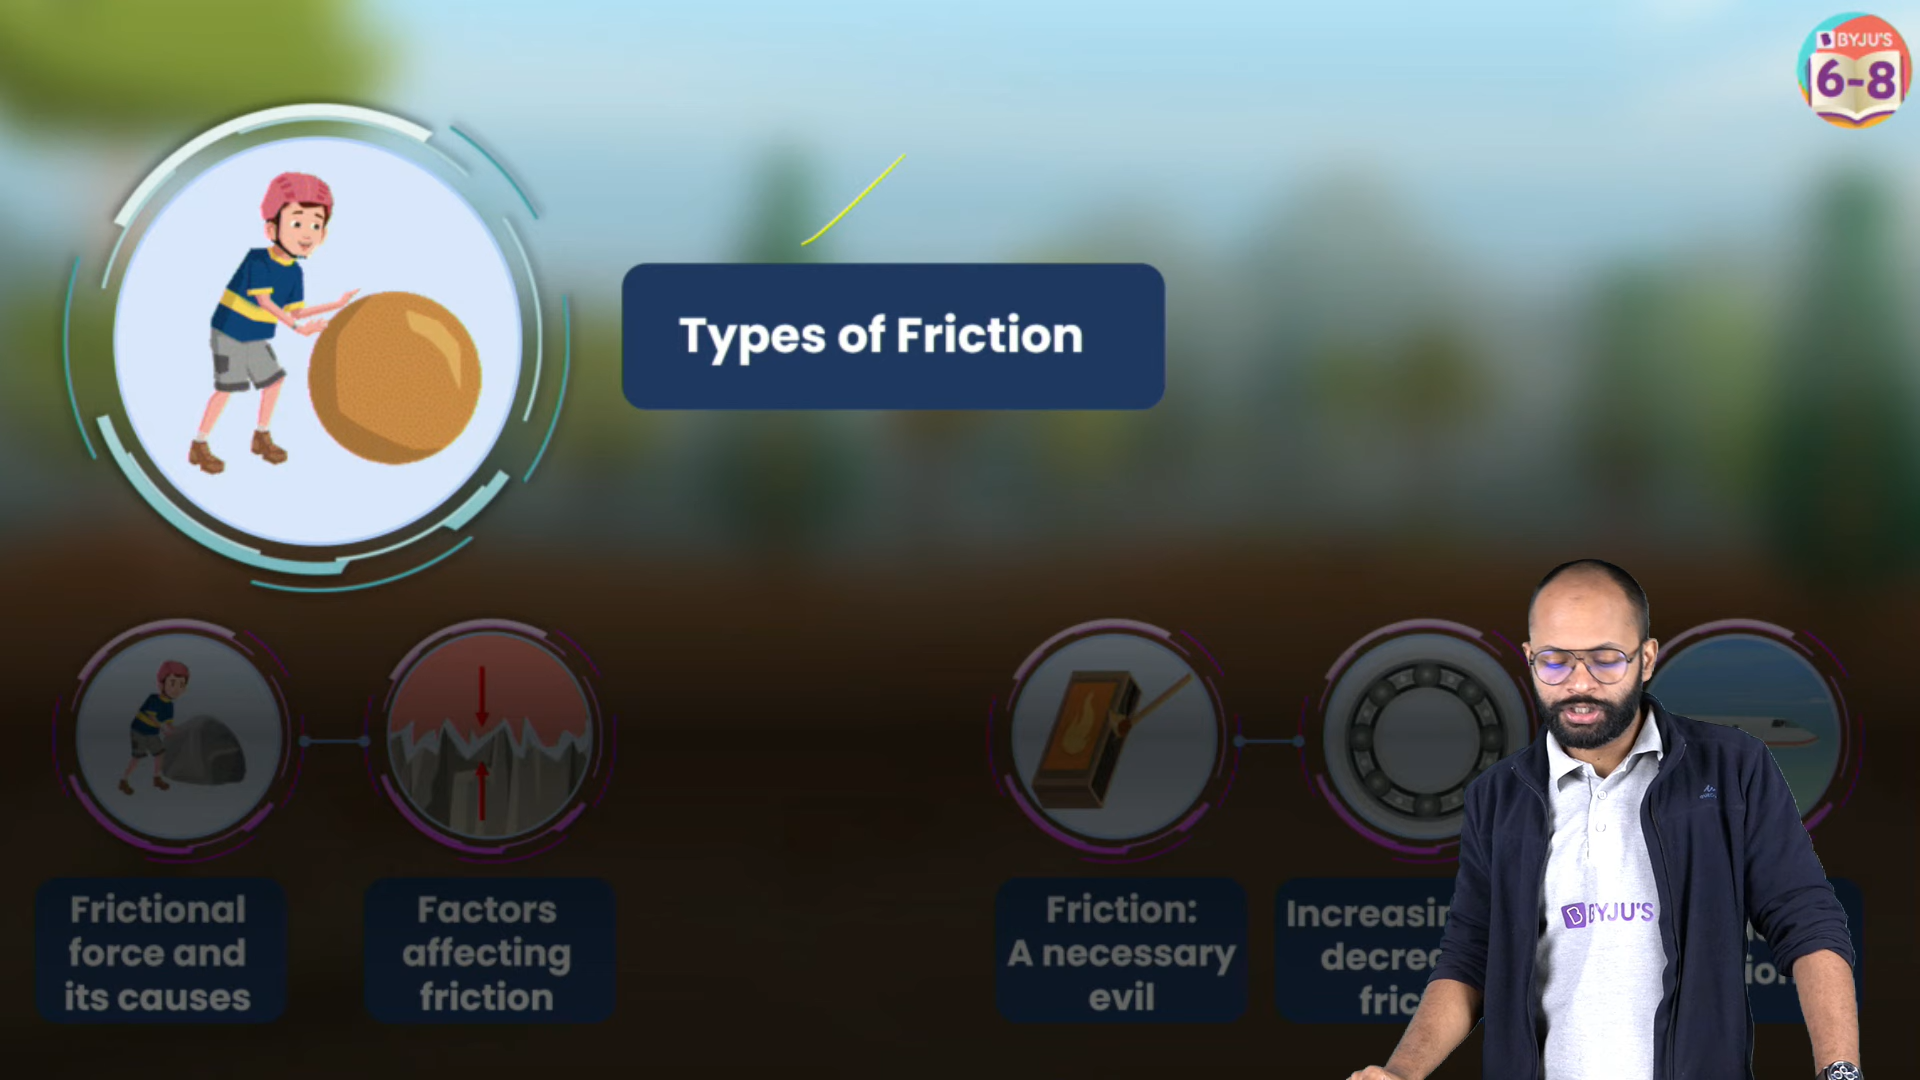 BYJU'S
6-8
Types of Friction
Frictional
force and
its causes
Factors
affecting
friction
Friction:
A necessary
evil
BYJU'S